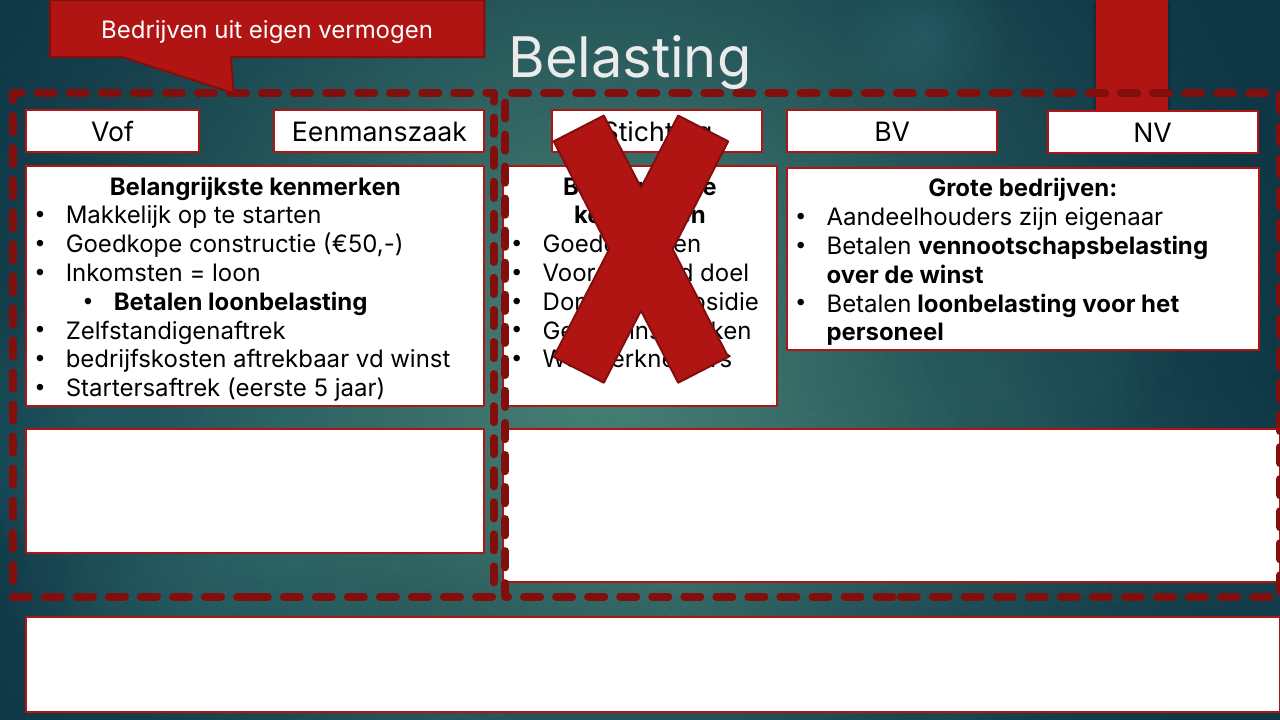 Bedrijven uit eigen vermogen
Belasting
Vof
Eenmanszaak
BV
NV
Belangrijkste kenmerken
• Makkelijk op te starten
• Goedkope constructie (€50,-)
• Inkomsten = loon
• Betalen loonbelasting
• Zelfstandigenaftrek
• bedrijfskosten aftrekbaar vd winst
• Startersaftrek (eerste 5 jaar)
•
• doel
•
•
•
Grote bedrijven:
• Aandeelhouders zijn eigenaar
• Betalen vennootschapsbelasting
over de winst
• Betalen loonbelasting voor het
personeel